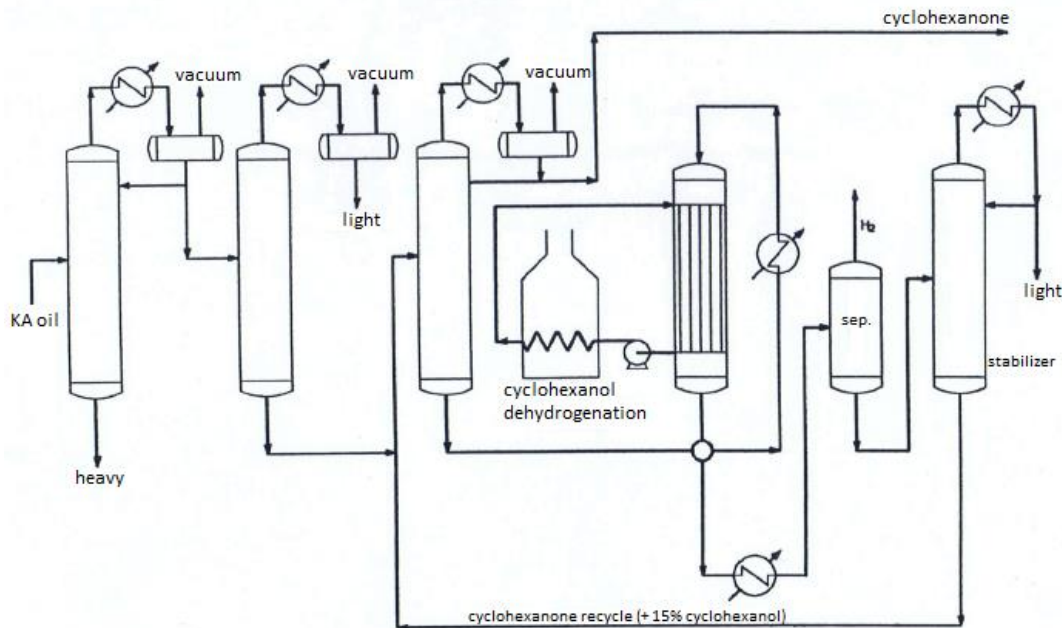 cyclohexanone
vacuum
vacuum
vacuum
light
KA oil
H2
light
sep.
stabilizer
cyclohexanol
dehydrogenation
heavy
cyclohexanone recycle (+ 15% cyclohexanol)